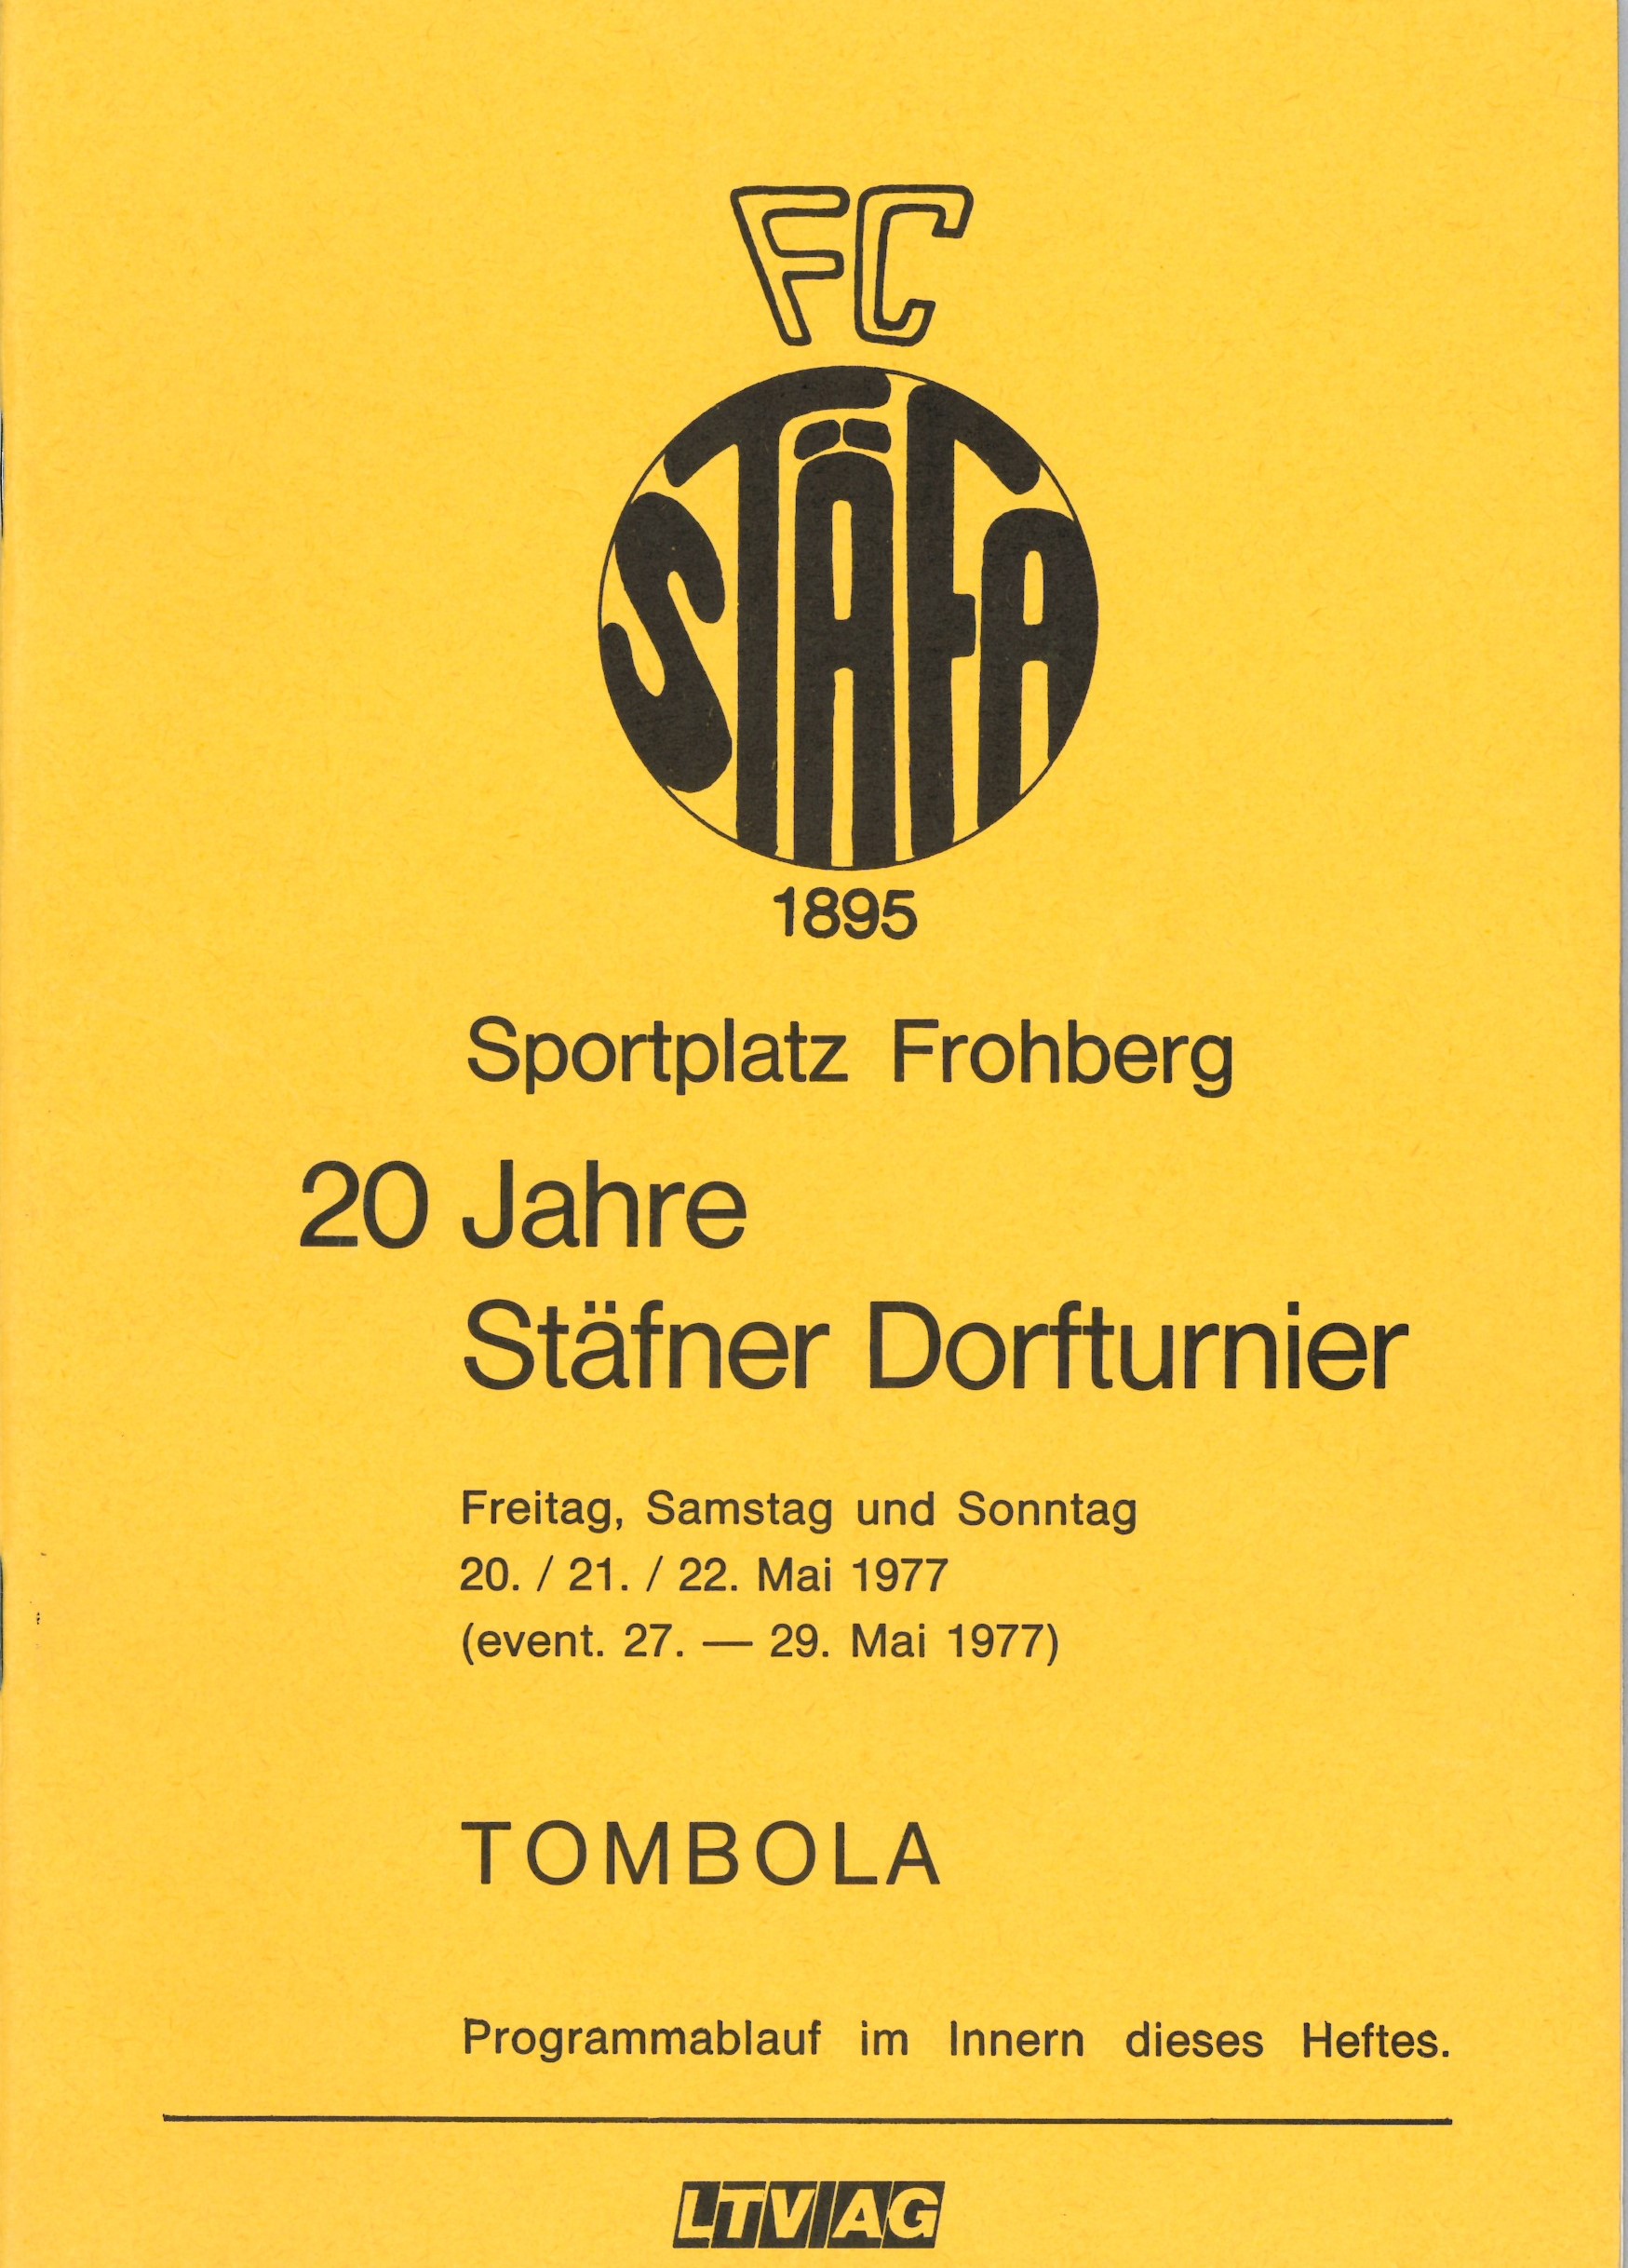 FC
STÄFA
1895
Sportplatz Frohberg
20 Jahre
Stäfner Dorfturnier
Freitag, Samstag und Sonntag
20. / 21. / 22. Mai 1977
(event. 27. — 29. Mai 1977)
TOMBOLA
Programmablauf im Innern dieses Heftes.
LTV AG